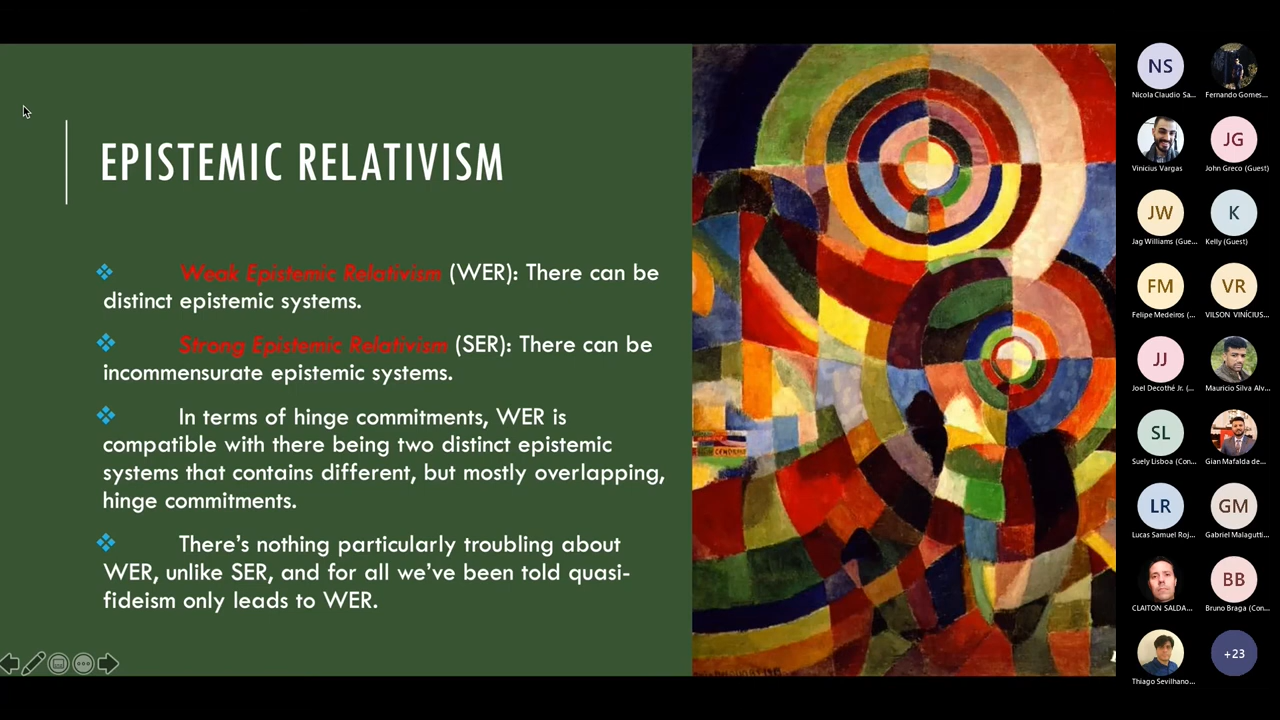 EPISTEMIC RELATIVISM
Weak Epistemic Relativism (WER): There can be
distinct epistemic systems.
Strong Epistemic Relativism (SER): There can be
incommensurate epistemic systems.
In terms of hinge commitments, WER is
compatible with there being two distinct epistemic
systems that contains different, but mostly overlapping,
hinge commitments.
There's nothing particularly troubling about
WER, unlike SER, and for all we've been told quasi-
fideism only leads to WER.
NS
Nicola Claudio Sa...
Fernando Gomes...
Vinicius Vargas
JG
John Greco (Guest)
JW
Jag Williams (Gue...
K
Kelly (Guest)
FM
Felipe Medeiros (...
VR
VILSON VINÍCIUS...
JJ
Joel Decothé Jr. (...
Mauricio Silva Alv...
SL
Suely Lisboa (Con...
Gian Mafalda de...
LR
Lucas Samuel Roj...
GM
Gabriel Malagutti...
CLAITON SALDA...
BB
Bruno Braga (Con...
Thiago Sevilhano...
+23